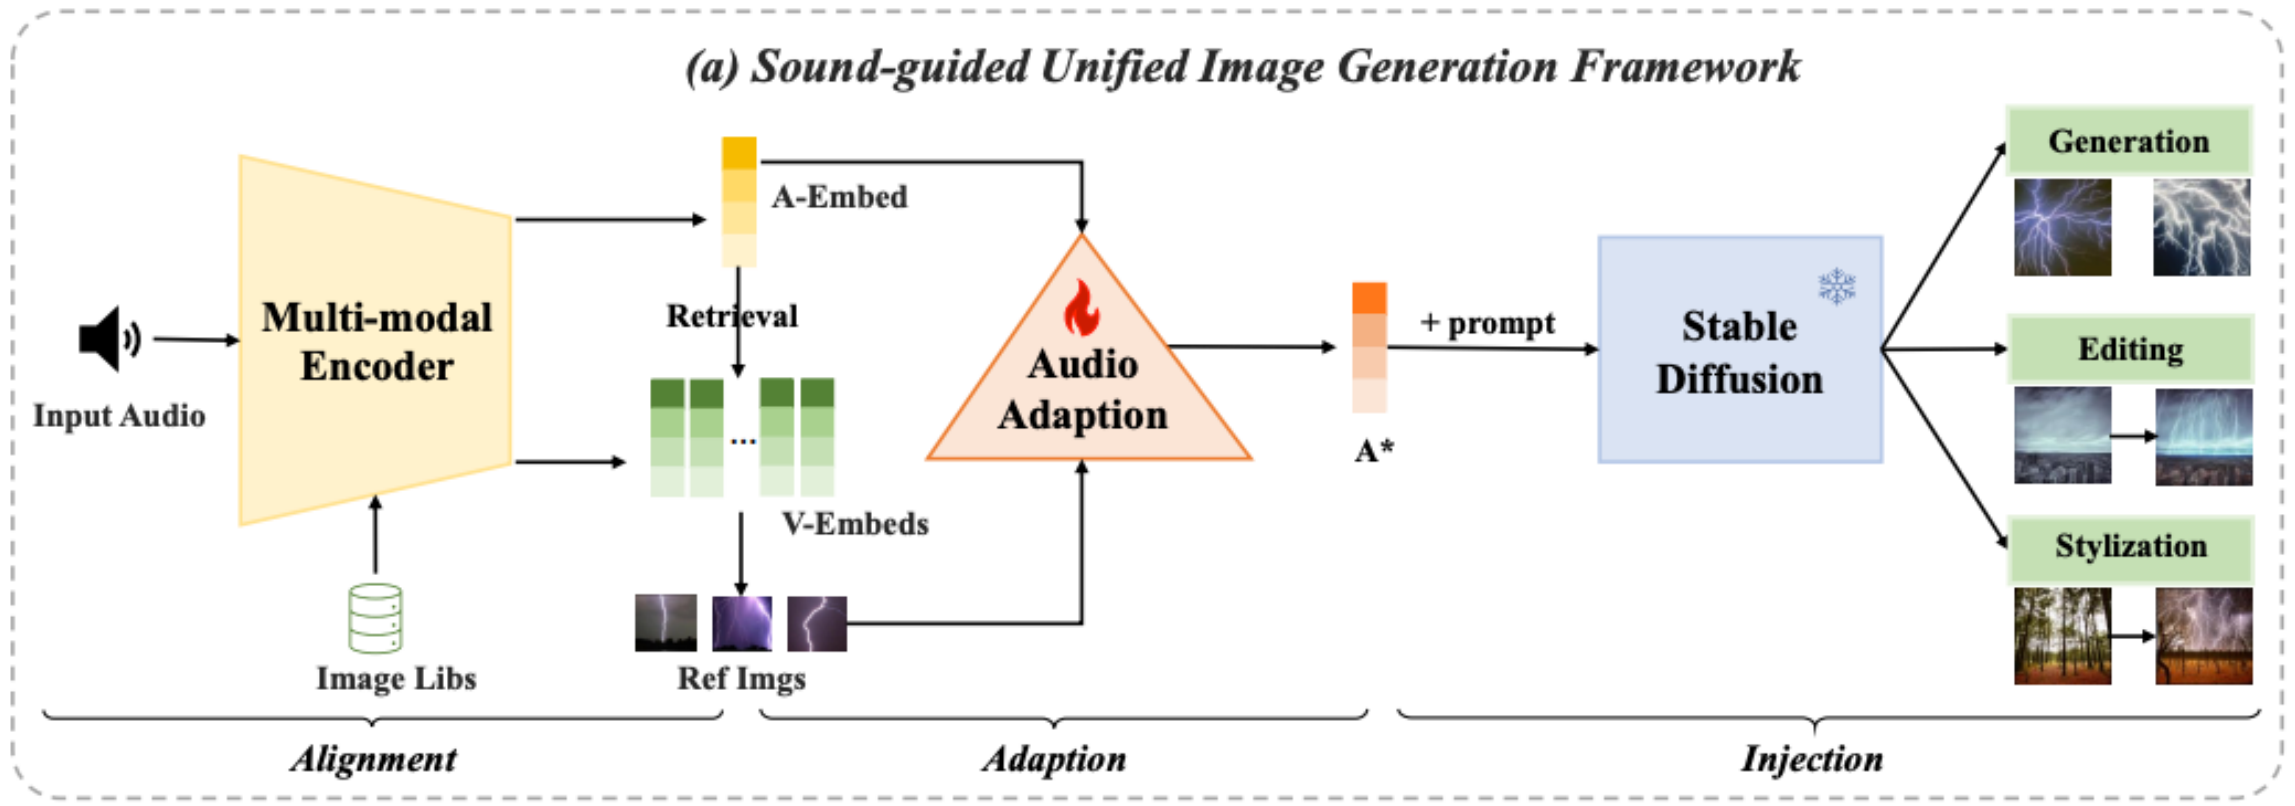 (a) Sound-guided Unified Image Generation Framework
Input Audio
Multi-modal
Encoder
Image Libs
A-Embed
Retrieval
...
V-Embeds
Ref Imgs
Audio
Adaption
A*
+ prompt
Stable
Diffusion
Generation
Editing
Stylization
Alignment
Adaption
Injection